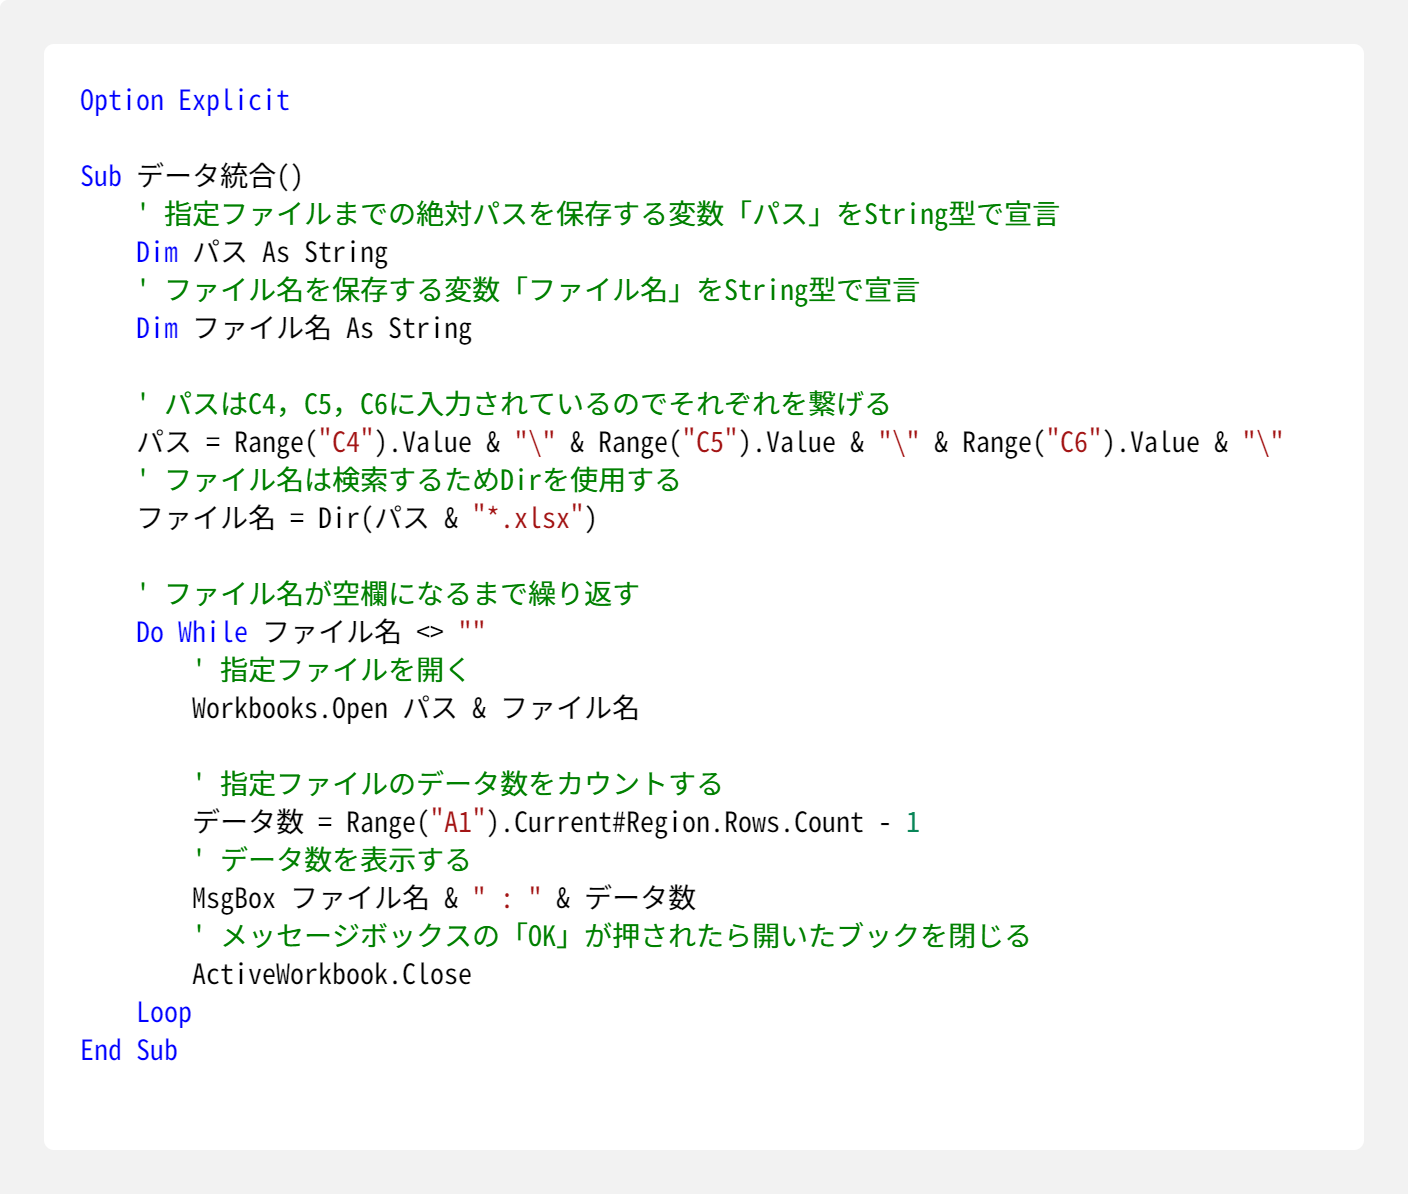 Option Explicit

Sub データ統合()
    ' 指定ファイルまでの絶対パスを保存する変数「パス」をString型で宣言
    Dim パス As String
    ' ファイル名を保存する変数「ファイル名」をString型で宣言
    Dim ファイル名 As String

    ' パスはC4，C5，C6に入力されているのでそれぞれを繋げる
    パス = Range("C4").Value & "\" & Range("C5").Value & "\" & Range("C6").Value & "\"
    ' ファイル名は検索するためDirを使用する
    ファイル名 = Dir(パス & "*.xlsx")

    ' ファイル名が空欄になるまで繰り返す
    Do While ファイル名 <> ""
        ' 指定ファイルを開く
        Workbooks.Open パス & ファイル名

        ' 指定ファイルのデータ数をカウントする
        データ数 = Range("A1").Current#Region.Rows.Count - 1
        ' データ数を表示する
        MsgBox ファイル名 & " : " & データ数
        ' メッセージボックスの「OK」が押されたら開いたブックを閉じる
        ActiveWorkbook.Close
    Loop
End Sub